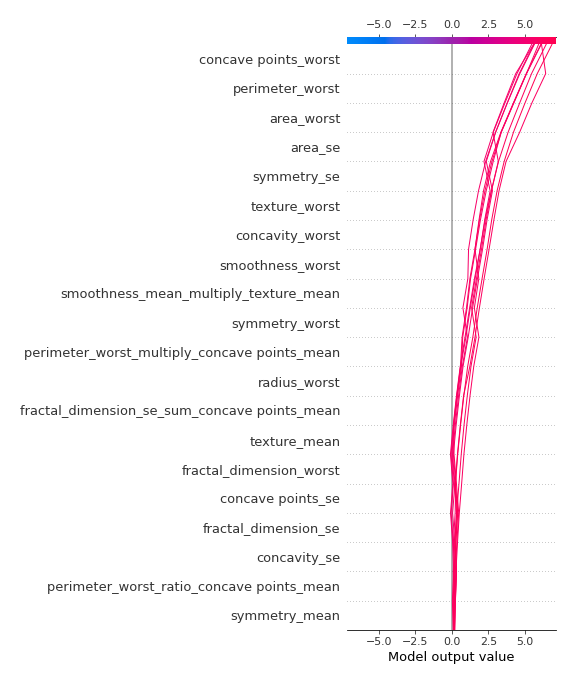 −5.0 −2.5 0.0 2.5 5.0
concave points_worst
perimeter_worst
area_worst
area_se
symmetry_se
texture_worst
concavity_worst
smoothness_worst
smoothness_mean_multiply_texture_mean
symmetry_worst
perimeter_worst_multiply_concave points_mean
radius_worst
fractal_dimension_se_sum_concave points_mean
texture_mean
fractal_dimension_worst
concave points_se
fractal_dimension_se
concavity_se
perimeter_worst_ratio_concave points_mean
symmetry_mean
−5.0 −2.5 0.0 2.5 5.0
Model output value